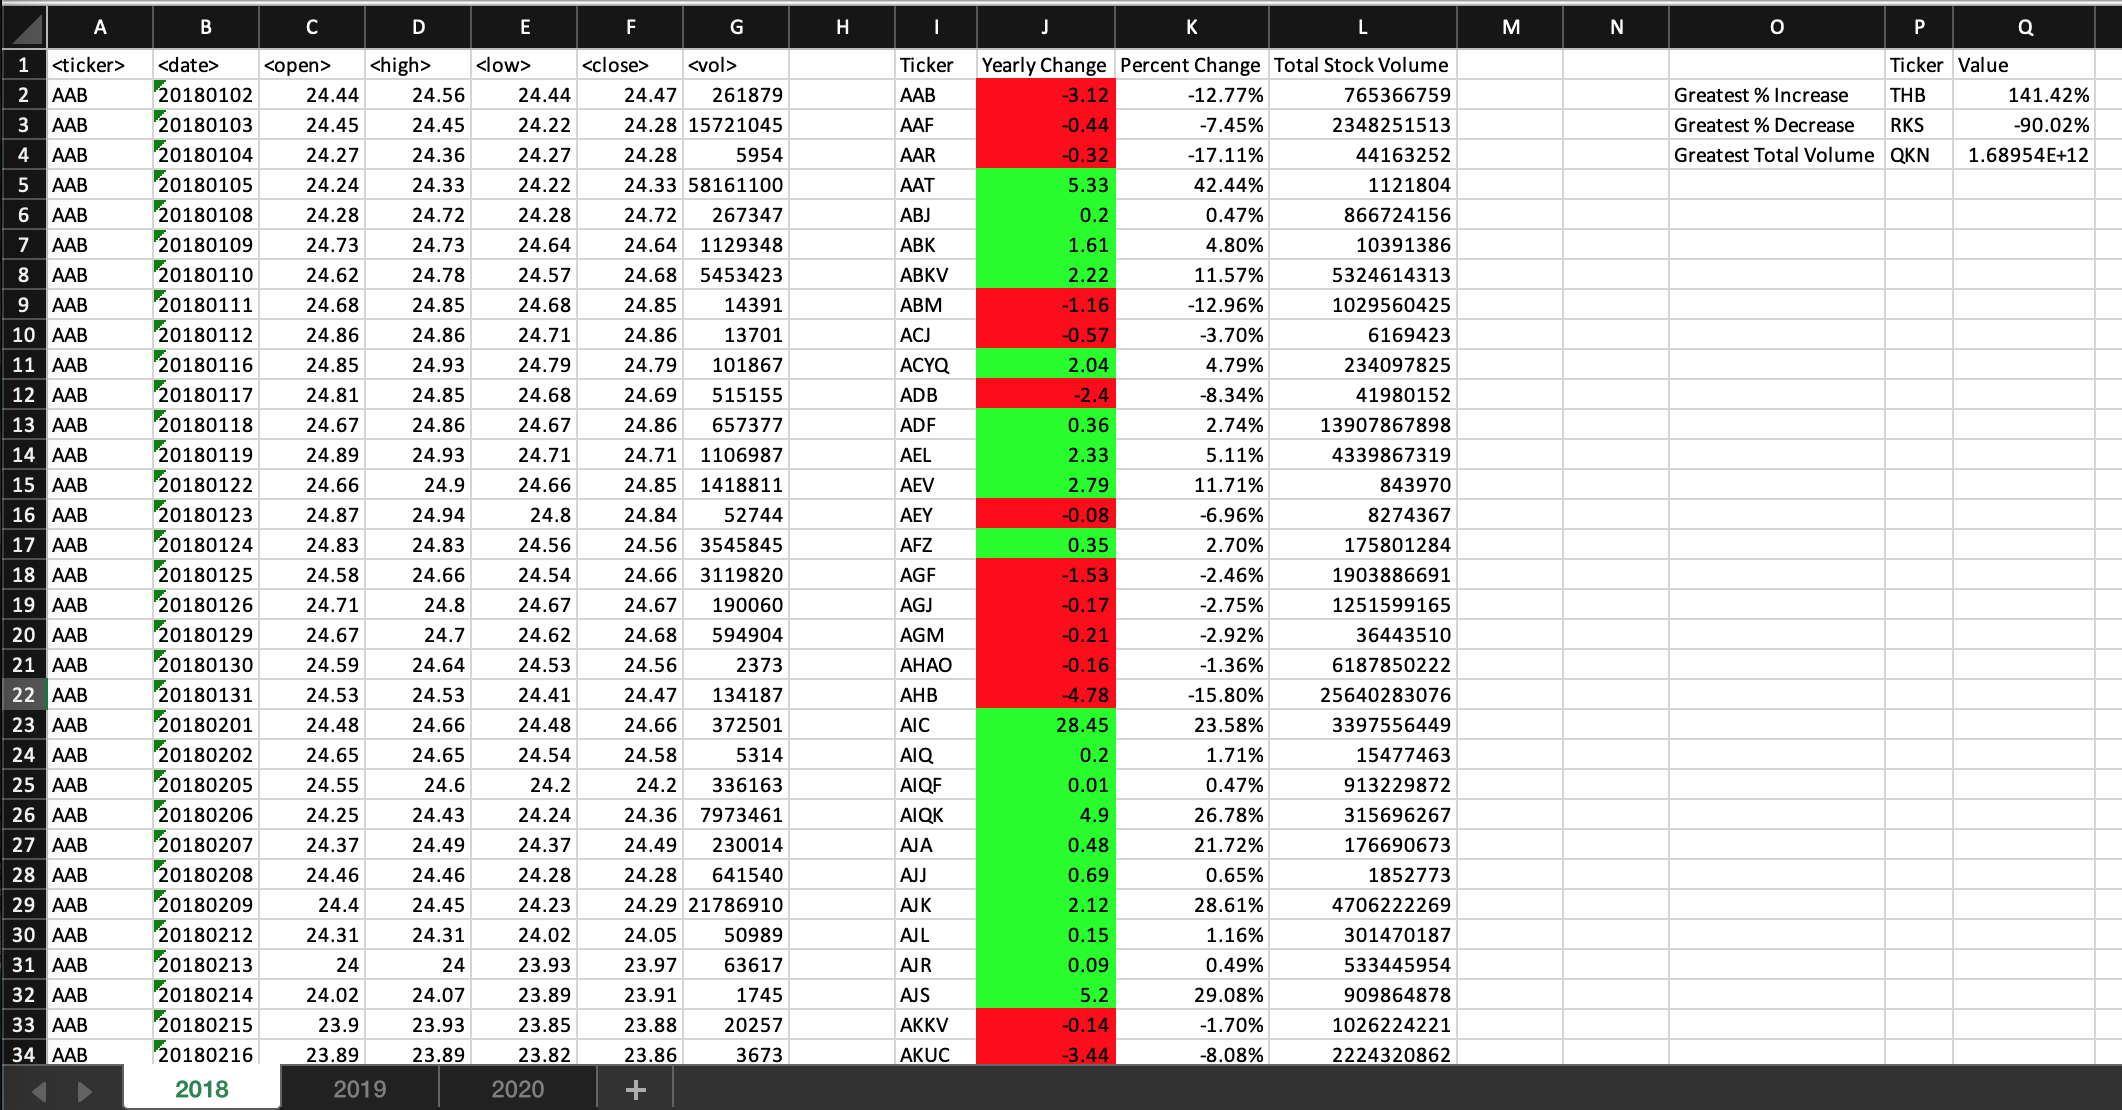 A B C D E F G H I J K L M N O P Q
1 <ticker> <date> <open> <high> <low> <close> <vol> Ticker Yearly Change Percent Change Total Stock Volume Ticker Value
2 AAB 20180102 24.44 24.56 24.44 24.47 261879 AAB -3.12 -12.77% 765366759 Greatest % Increase THB 141.42%
3 AAB 20180103 24.45 24.45 24.22 24.28 15721045 AAF -0.44 -7.45% 2348251513 Greatest % Decrease RKS -90.02%
4 AAB 20180104 24.27 24.36 24.27 24.28 5954 AAR -0.32 -17.11% 44163252 Greatest Total Volume QKN 1.68954E+12
5 AAB 20180105 24.24 24.33 24.22 24.33 58161100 AAT 5.33 42.44% 1121804
6 AAB 20180108 24.28 24.72 24.28 24.72 267347 ABJ 0.2 0.47% 866724156
7 AAB 20180109 24.73 24.73 24.64 24.64 1129348 ABK 1.61 4.80% 10391386
8 AAB 20180110 24.62 24.78 24.57 24.68 5453423 ABKV 2.22 11.57% 5324614313
9 AAB 20180111 24.68 24.85 24.68 24.85 14391 ABM -1.16 -12.96% 1029560425
10 AAB 20180112 24.86 24.86 24.71 24.86 13701 ACJ -0.57 -3.70% 6169423
11 AAB 20180116 24.85 24.93 24.79 24.79 101867 ACYQ 2.04 4.79% 234097825
12 AAB 20180117 24.81 24.85 24.68 24.69 515155 ADB -2.4 -8.34% 41980152
13 AAB 20180118 24.67 24.86 24.67 24.86 657377 ADF 0.36 2.74% 13907867898
14 AAB 20180119 24.89 24.93 24.71 24.71 1106987 AEL 2.33 5.11% 4339867319
15 AAB 20180122 24.66 24.9 24.66 24.85 1418811 AEV 2.79 11.71% 843970
16 AAB 20180123 24.87 24.94 24.8 24.84 52744 AEY -0.08 -6.96% 8274367
17 AAB 20180124 24.83 24.83 24.56 24.56 3545845 AFZ 0.35 2.70% 175801284
18 AAB 20180125 24.58 24.66 24.54 24.66 3119820 AGF -1.53 -2.46% 1903886691
19 AAB 20180126 24.71 24.8 24.67 24.67 190060 AGJ -0.17 -2.75% 1251599165
20 AAB 20180129 24.67 24.7 24.62 24.68 594904 AGM -0.21 -2.92% 36443510
21 AAB 20180130 24.59 24.64 24.53 24.56 2373 AHAO -0.16 -1.36% 6187850222
22 AAB 20180131 24.53 24.53 24.41 24.47 134187 AHB -4.78 -15.80% 25640283076
23 AAB 20180201 24.48 24.66 24.48 24.66 372501 AIC 28.45 23.58% 3397556449
24 AAB 20180202 24.65 24.65 24.54 24.58 5314 AIQ 0.2 1.71% 15477463
25 AAB 20180205 24.55 24.6 24.2 24.2 336163 AIQF 0.01 0.47% 913229872
26 AAB 20180206 24.25 24.43 24.24 24.36 7973461 AIQK 4.9 26.78% 315696267
27 AAB 20180207 24.37 24.49 24.37 24.49 230014 AJA 0.48 21.72% 176690673
28 AAB 20180208 24.46 24.46 24.28 24.28 641540 AJJ 0.69 0.65% 1852773
29 AAB 20180209 24.4 24.45 24.23 24.29 21786910 AJK 2.12 28.61% 4706222269
30 AAB 20180212 24.31 24.31 24.02 24.05 50989 AJL 0.15 1.16% 301470187
31 AAB 20180213 24 24 23.93 23.97 63617 AJR 0.09 0.49% 533445954
32 AAB 20180214 24.02 24.07 23.89 23.91 1745 AJS 5.2 29.08% 909864878
33 AAB 20180215 23.9 23.93 23.85 23.88 20257 AKKV -0.14 -1.70% 1026224221
34 AAB 20180216 23.89 23.89 23.82 23.86 3673 AKUC -3.44 -8.08% 2224320862
2018 2019 2020 +